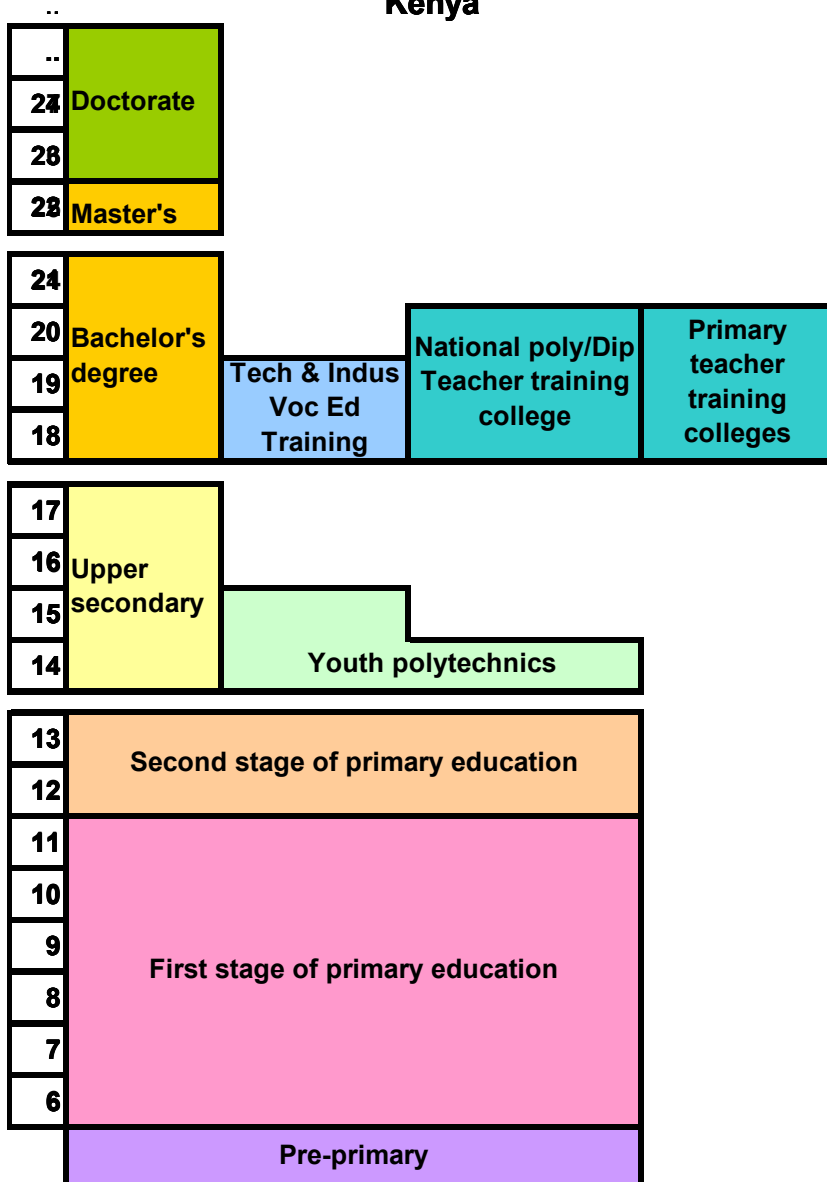 Kenya
..
..
Doctorate
Master's
21
20
Bachelor's
degree
19
18
Tech & Indus
Voc Ed
Training
National poly/Dip
Teacher training
college
Primary
teacher
training
colleges
17
16
Upper
secondary
15
14
Youth polytechnics
13
Second stage of primary education
12
11
10
9
First stage of primary education
8
7
6
Pre-primary